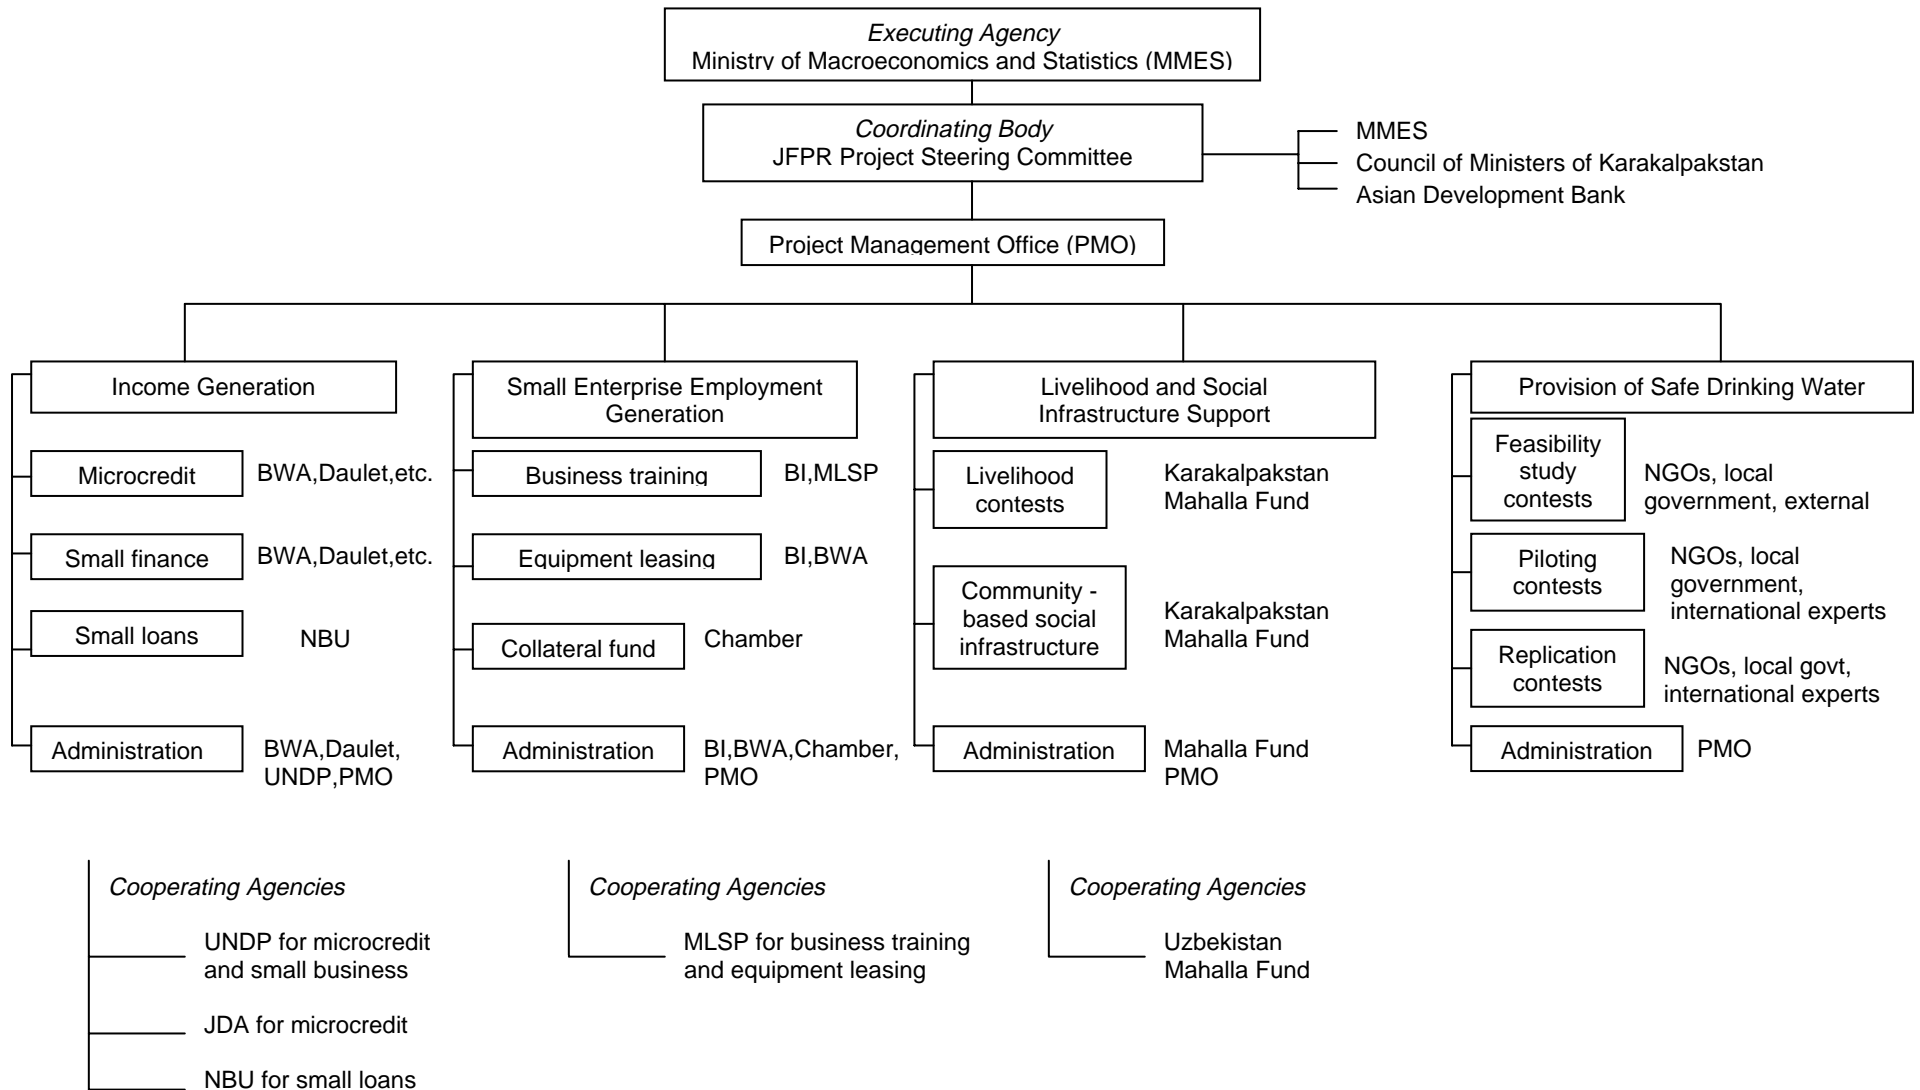 Executing Agency
Ministry of Macroeconomics and Statistics (MMES)
Coordinating Body
JFPR Project Steering Committee
MMES
Council of Ministers of Karakalpakstan
Asian Development Bank
Project Management Office (PMO)
Income Generation
Microcredit
BWA,Daulet,etc.
Small finance
BWA,Daulet,etc.
Small loans
NBU
Administration
BWA,Daulet,
UNDP,PMO
Small Enterprise Employment
Generation
Business training
BI,MLSP
Equipment leasing
BI,BWA
Collateral fund
Chamber
Administration
BI,BWA,Chamber,
PMO
Livelihood and Social
Infrastructure Support
Livelihood
contests
Karakalpakstan
Mahalla Fund
Community -
based social
infrastructure
Karakalpakstan
Mahalla Fund
Administration
Mahalla Fund
PMO
Provision of Safe Drinking Water
Feasibility
study
contests
NGOs, local
government, external
Piloting
contests
NGOs, local
government,
international experts
Replication
contests
NGOs, local govt,
international experts
Administration
PMO
Cooperating Agencies
UNDP for microcredit
and small business
JDA for microcredit
NBU for small loans
Cooperating Agencies
MLSP for business training
and equipment leasing
Cooperating Agencies
Uzbekistan
Mahalla Fund